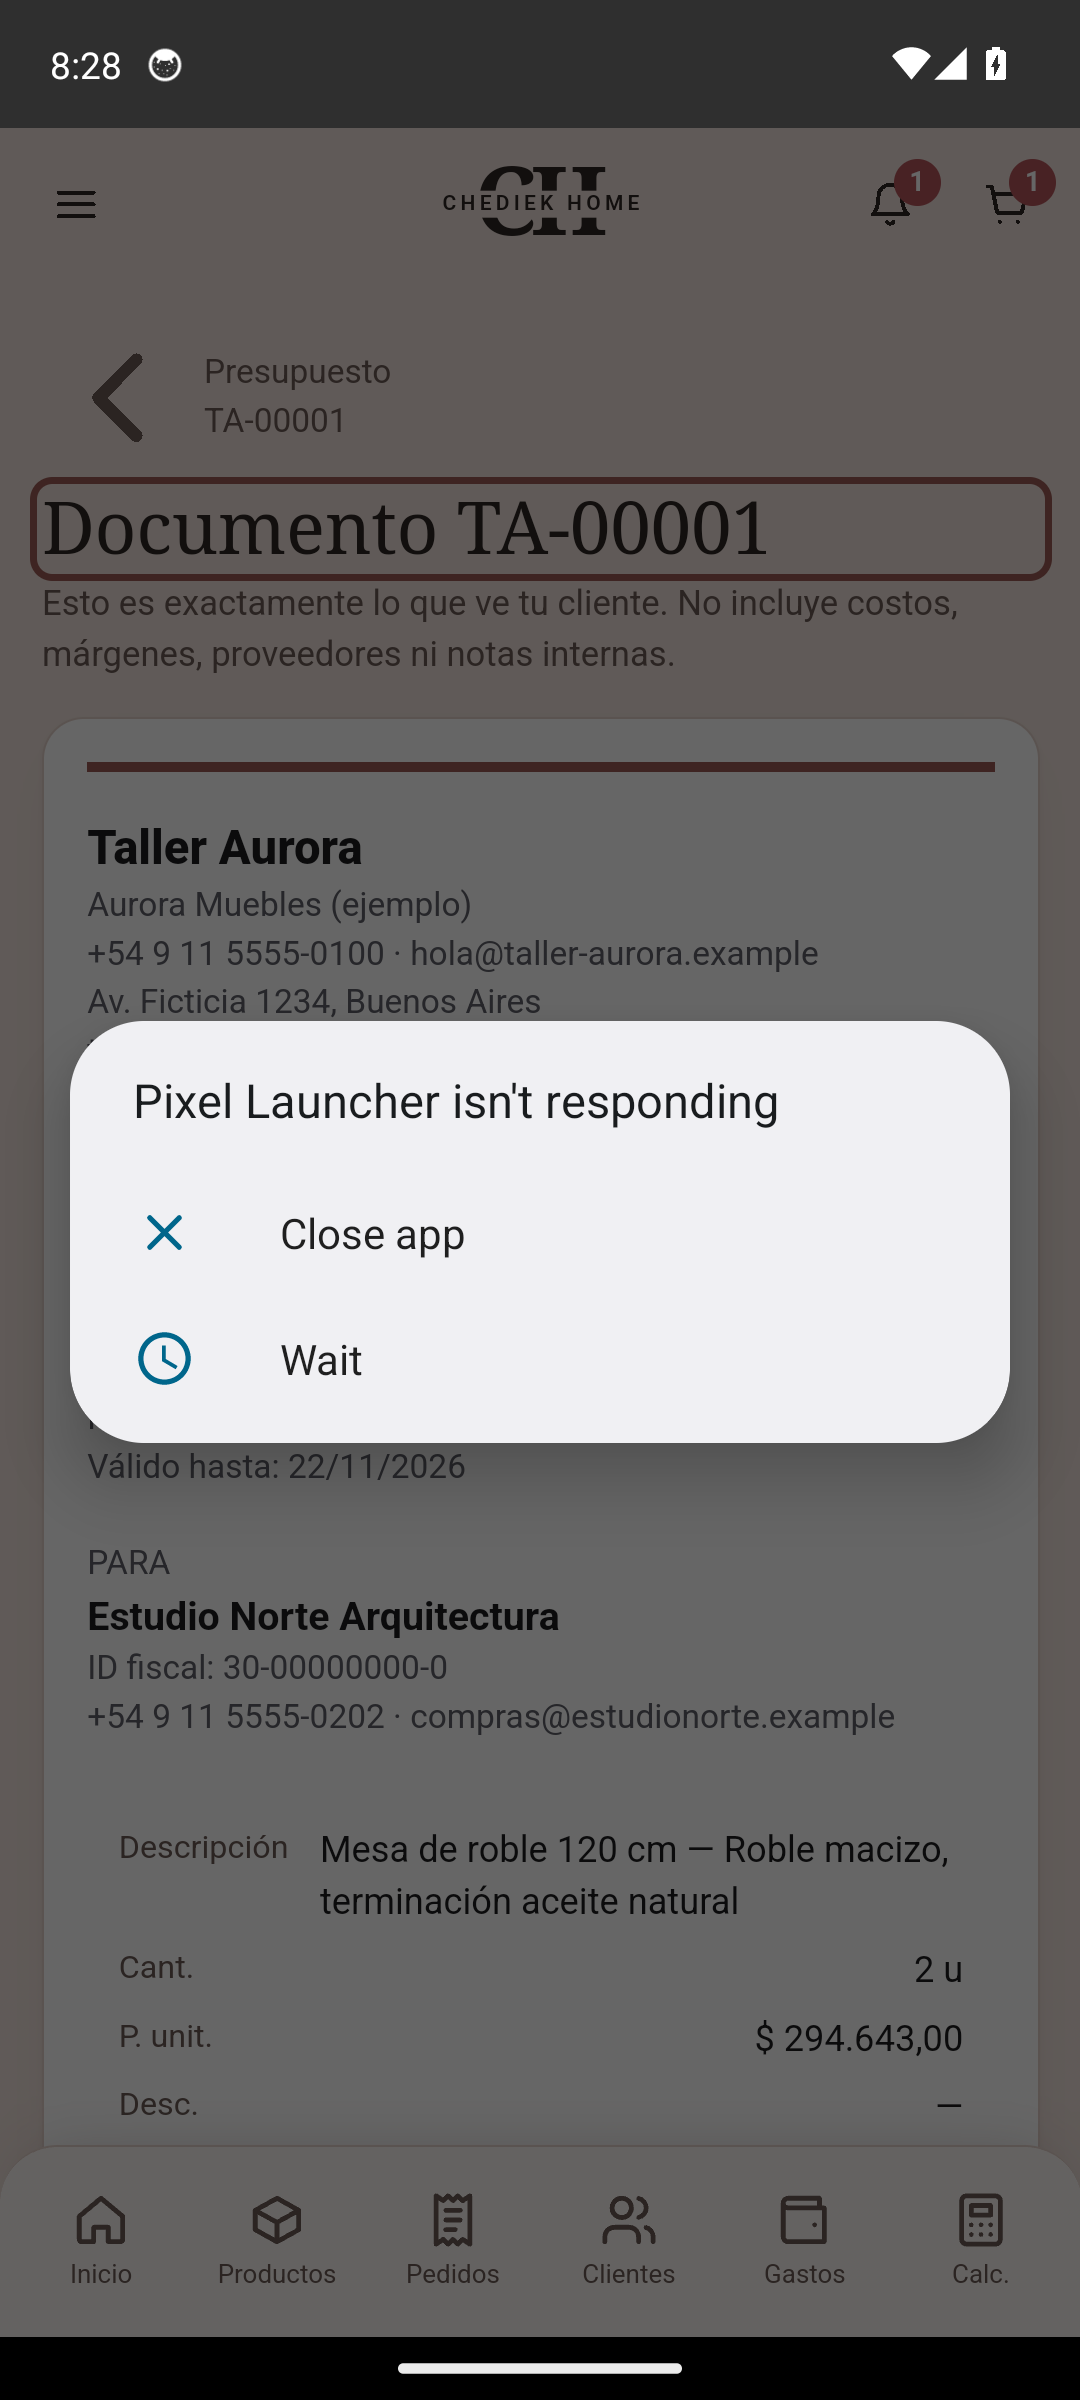 8:28
CH
CHEDIEK HOME
1
1
Presupuesto
TA-00001
Documento TA-00001
Esto es exactamente lo que ve tu cliente. No incluye costos,
márgenes, proveedores ni notas internas.
Taller Aurora
Aurora Muebles (ejemplo)
+54 9 11 5555-0100 · hola@taller-aurora.example
Av. Ficticia 1234, Buenos Aires
Pixel Launcher isn't responding
Close app
Wait
Válido hasta: 22/11/2026
PARA
Estudio Norte Arquitectura
ID fiscal: 30-00000000-0
+54 9 11 5555-0202 · compras@estudionorte.example
Descripción Mesa de roble 120 cm — Roble macizo,
terminación aceite natural
Cant. 2 u
P. unit. $ 294.643,00
Desc. —
Inicio Productos Pedidos Clientes Gastos Calc.